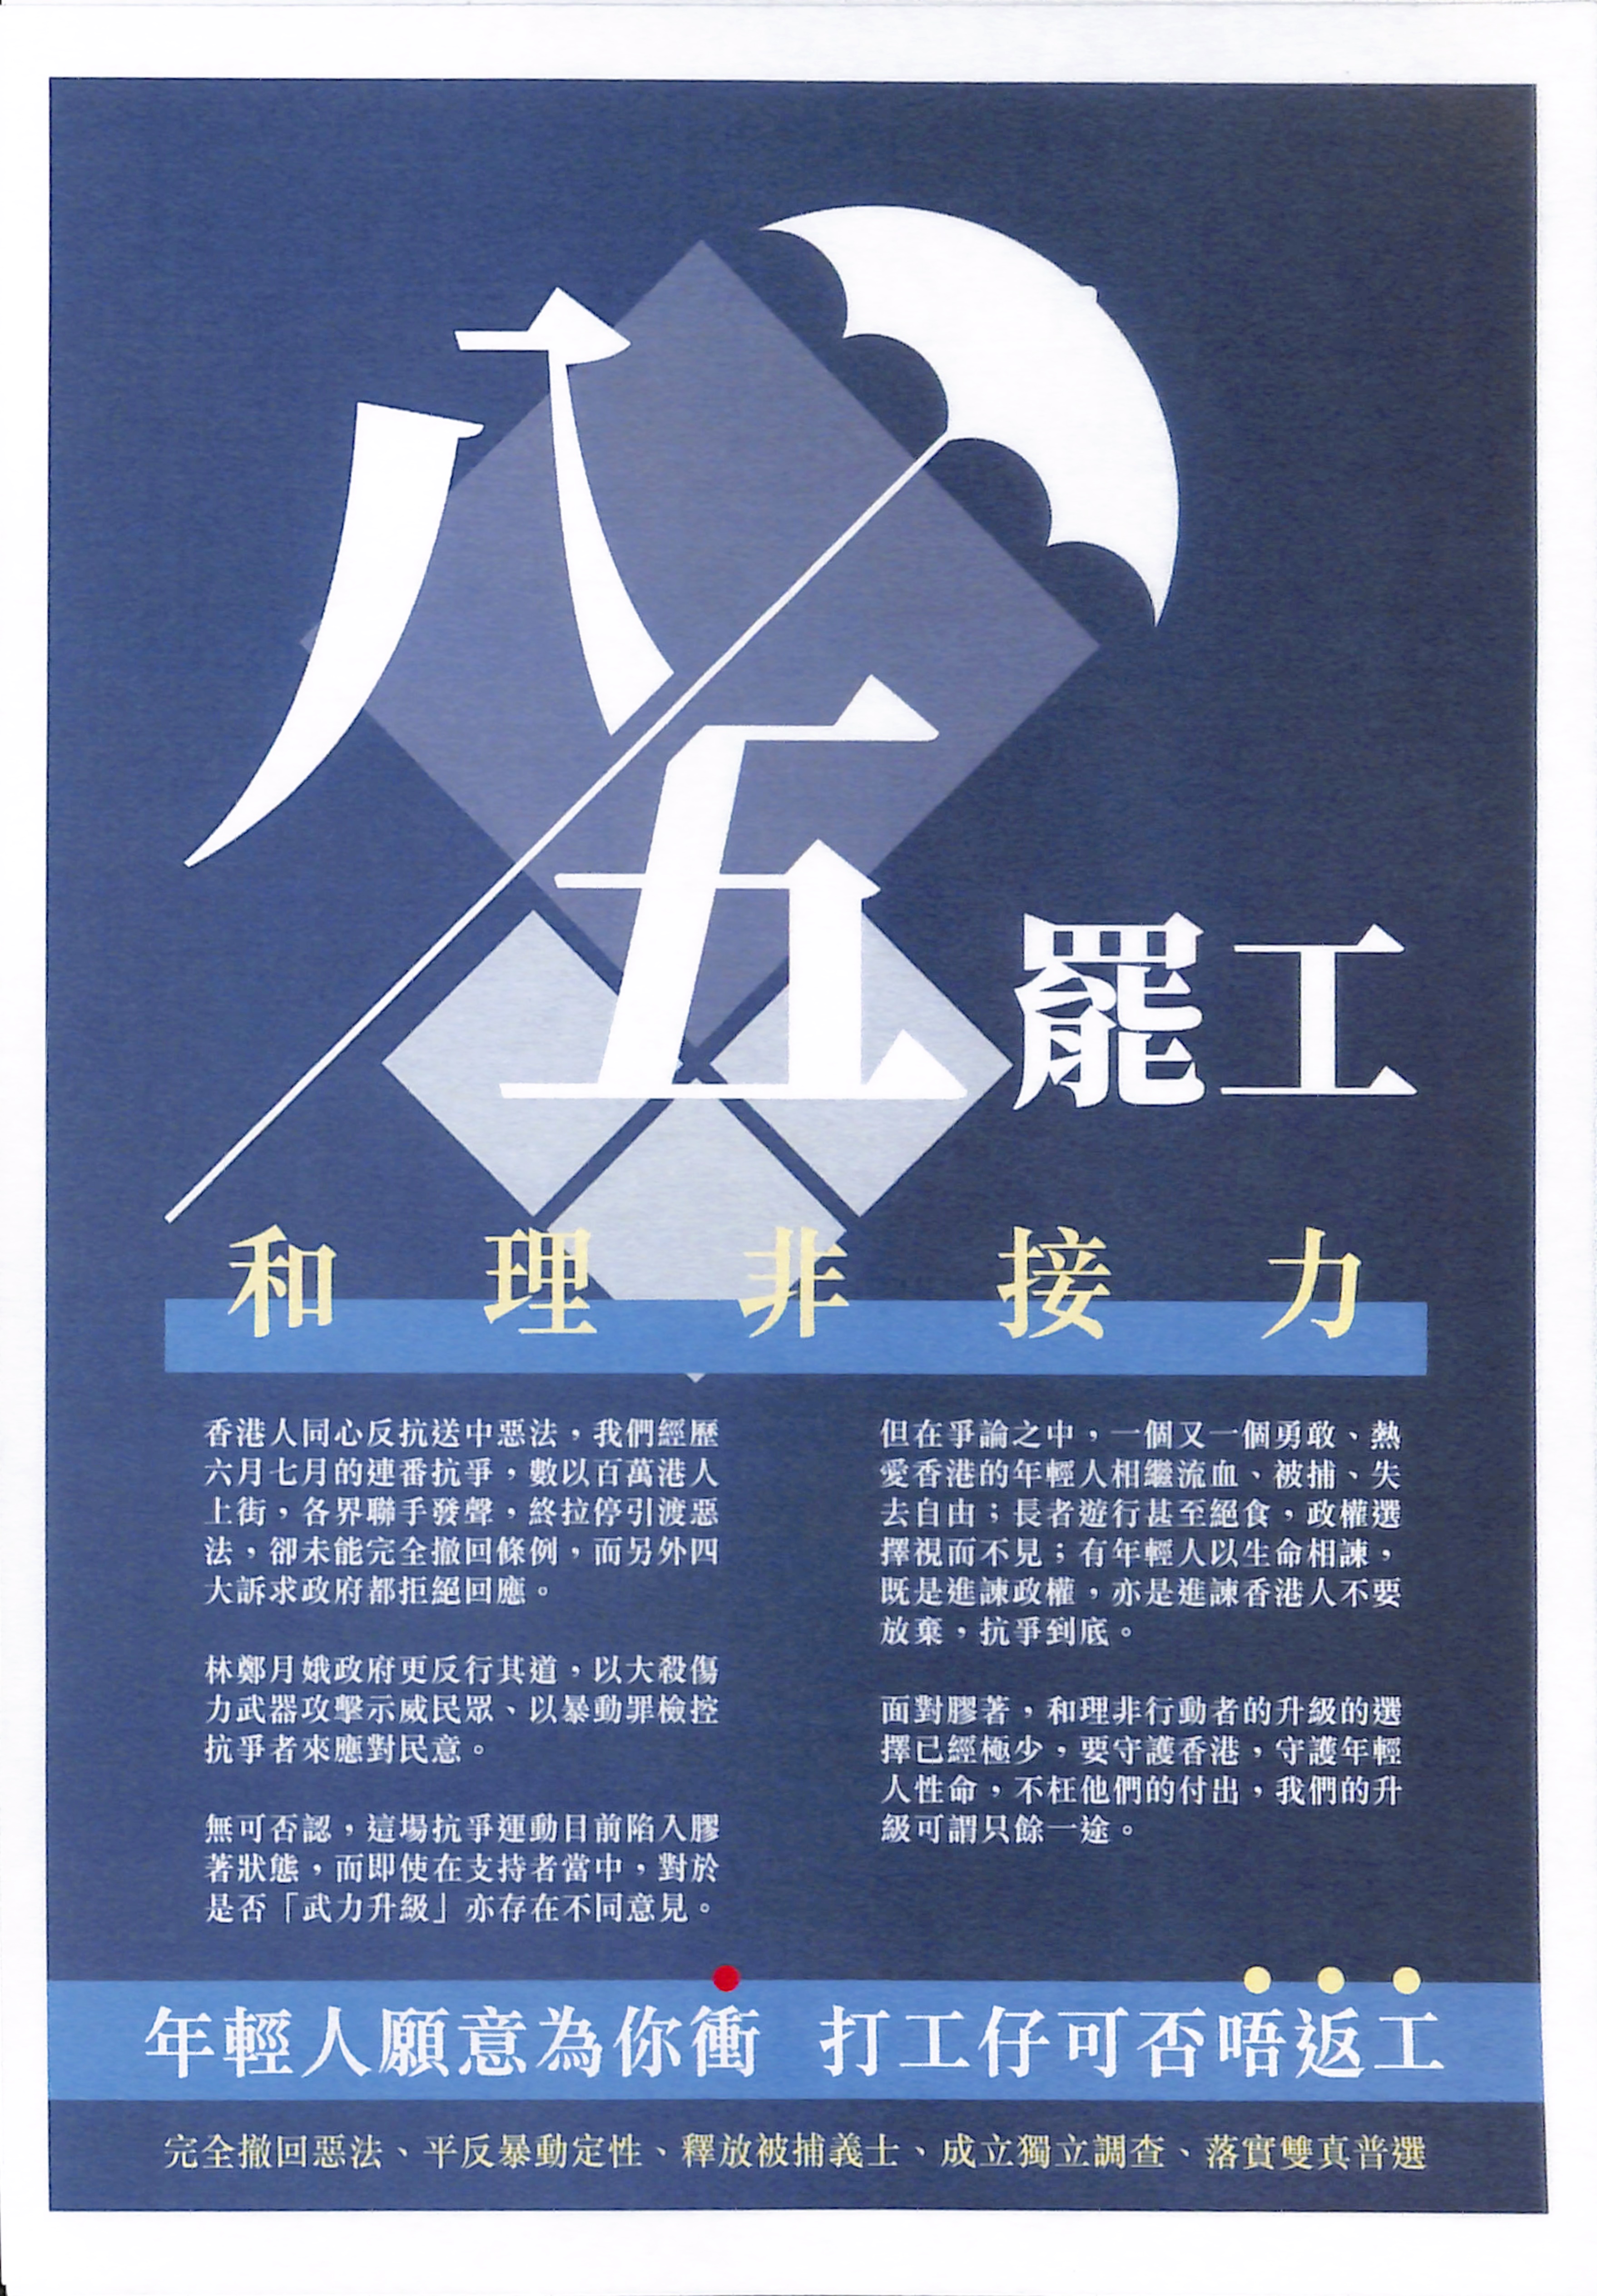 八五罷工
和理非接力
香港人同心反抗送中惡法，我們經歷
六月七月的連番抗爭，數以百萬港人
上街，各界聯手發聲，終拉停引渡惡
法，卻未能完全撤回條例，而另外四
大訴求政府都拒絕回應。
林鄭月娥政府更反行其道，以大殺傷
力武器攻擊示威民眾、以暴動罪檢控
抗爭者來應對民意。
無可否認，這場抗爭運動目前陷入膠
著狀態，而即使在支持者當中，對於
是否「武力升級」亦存在不同意見。
但在爭論之中，一個又一個勇敢、熱
愛香港的年輕人相繼流血、被捕、失
去自由；長者遊行甚至絕食，政權選
擇視而不見；有年輕人以生命相諫，
既是進諫政權，亦是進諫香港人不要
放棄，抗爭到底。
面對膠著，和理非行動者的升級的選
擇已經極少，要守護香港，守護年輕
人性命，不枉他們的付出，我們的升
級可謂只餘一途。
年輕人願意為你衝 打工仔可否唔返工
完全撤回惡法、平反暴動定性、釋放被捕義士、成立獨立調查、落實雙真普選